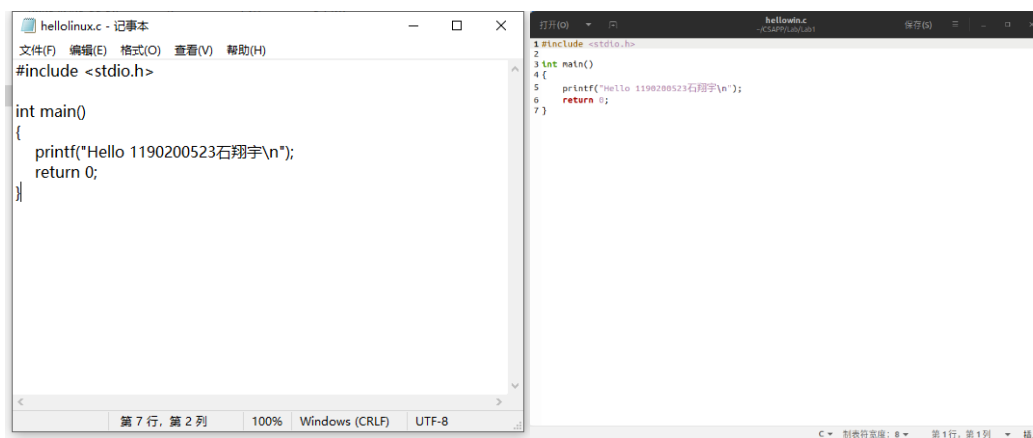 hellolinux.c - 记事本
文件(F) 编辑(E) 格式(O) 查看(V) 帮助(H)
#include <stdio.h>
int main()
{
printf("Hello 1190200523石翔宇\n");
return 0;
}
第 7 行，第 2 列 100% Windows (CRLF) UTF-8
打开(O) hellowin.c 保存(S)
~/CSAPP/Lab/Lab1
1 #include <stdio.h>
2
3 int main()
4 {
5 printf("Hello 1190200523石翔宇\n");
6 return 0;
7 }
C 制表符宽度：8 第1行，第1列